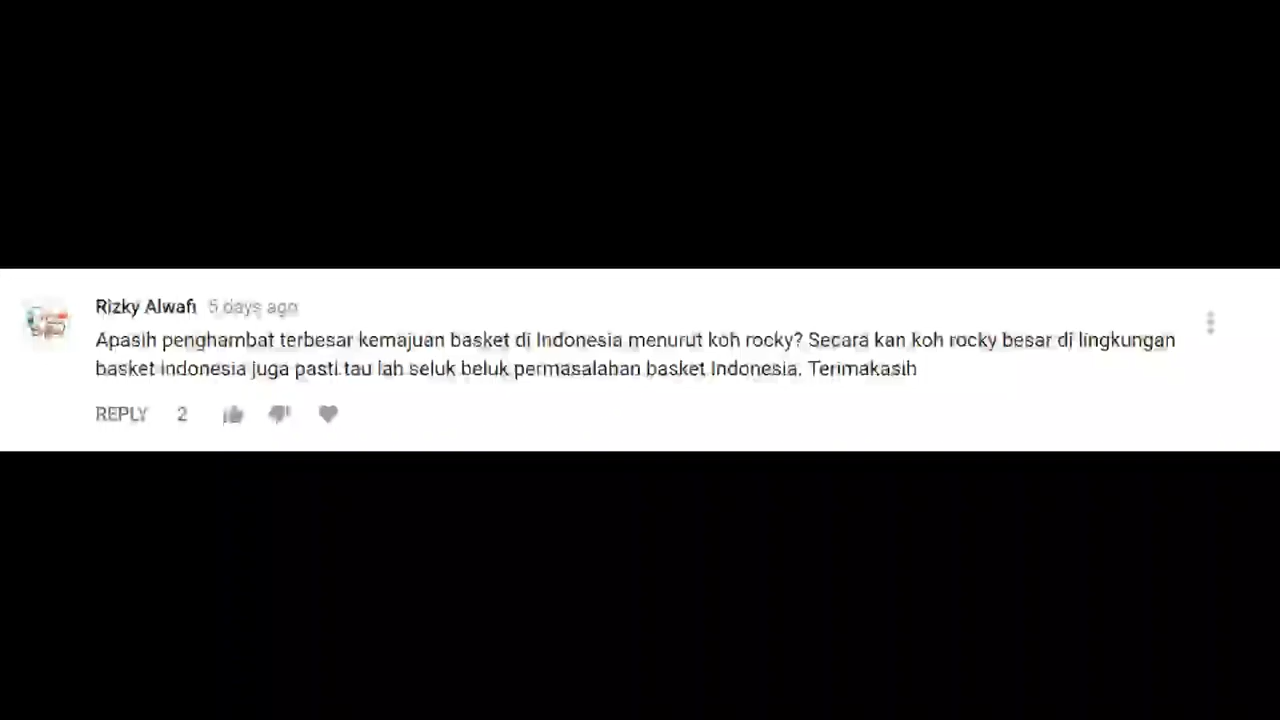 Rizky Alwafi 5 days ago
Apasih penghambat terbesar kemajuan basket di Indonesia menurut koh rocky? Secara kan koh rocky besar di lingkungan
basket indonesia juga pasti tau lah seluk beluk permasalahan basket Indonesia. Terimakasih
REPLY 2